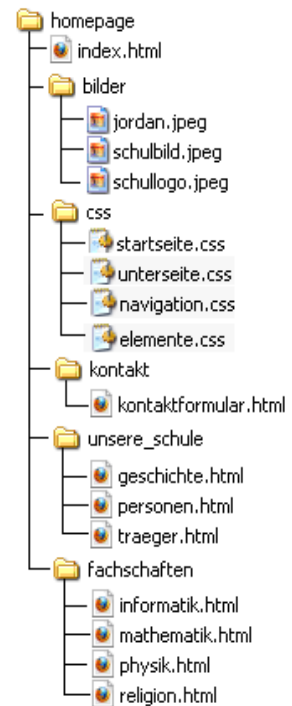 homepage
index.html
bilder
jordan.jpeg
schulbild.jpeg
schullogo.jpeg
css
startseite.css
unterseite.css
navigation.css
elemente.css
kontakt
kontaktformular.html
unsere_schule
geschichte.html
personen.html
traeger.html
fachschaften
informatik.html
mathematik.html
physik.html
religion.html